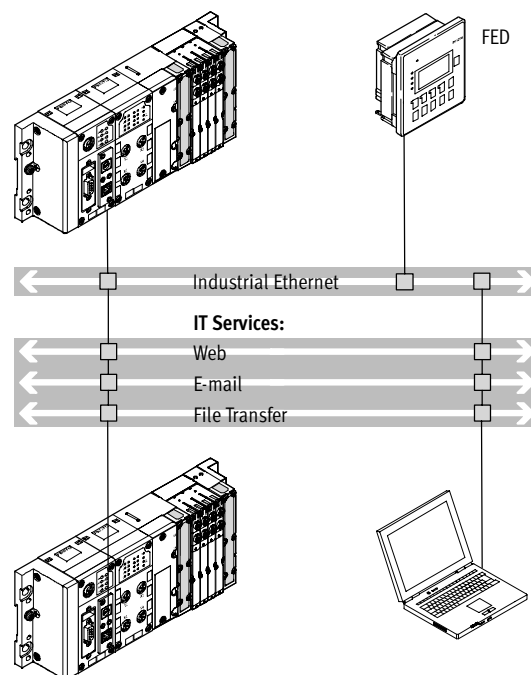 FED
Industrial Ethernet
IT Services:
Web
E-mail
File Transfer